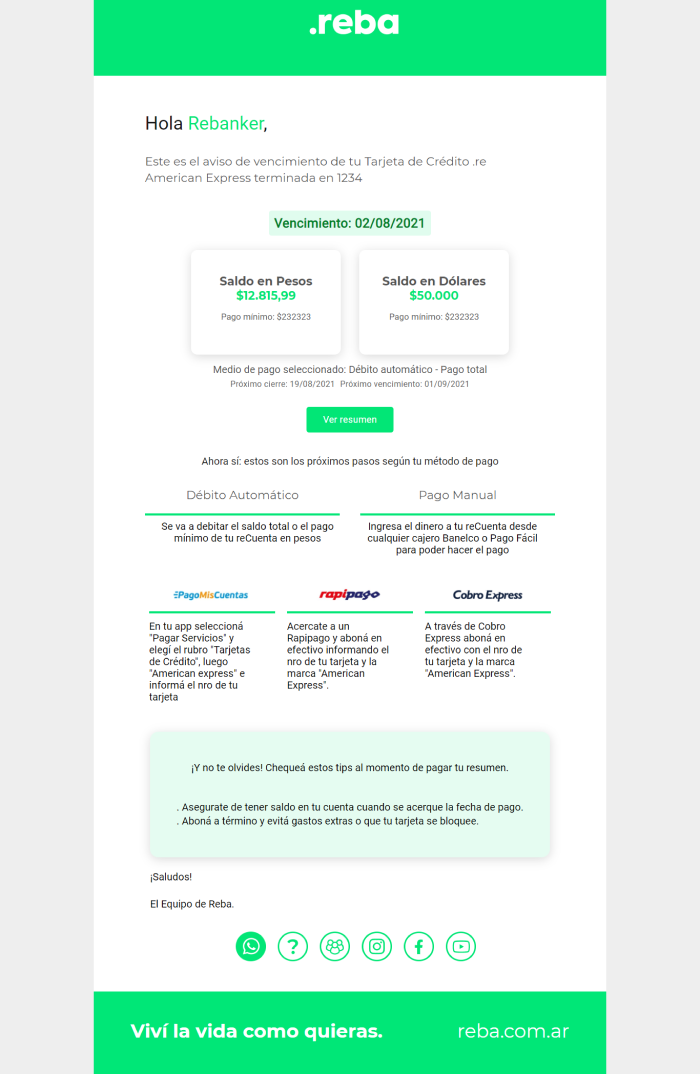 .reba
Hola Rebanker,
Este es el aviso de vencimiento de tu Tarjeta de Crédito .re
American Express terminada en 1234
Vencimiento: 02/08/2021
Saldo en Pesos
$12.815,99
Pago mínimo: $232323
Saldo en Dólares
$50.000
Pago mínimo: $232323
Medio de pago seleccionado: Débito automático - Pago total
Próximo cierre: 19/08/2021 Próximo vencimiento: 01/09/2021
Ver resumen
Ahora sí: estos son los próximos pasos según tu método de pago
Débito Automático
Se va a debitar el saldo total o el pago
mínimo de tu reCuenta en pesos
Pago Manual
Ingresa el dinero a tu reCuenta desde
cualquier cajero Banelco o Pago Fácil
para poder hacer el pago
PagoMisCuentas
En tu app seleccioná
"Pagar Servicios" y
elegí el rubro "Tarjetas
de Crédito", luego
"American express" e
informá el nro de tu
tarjeta
rapipago
Acercate a un
Rapipago y aboná en
efectivo informando el
nro de tu tarjeta y la
marca "American
Express".
Cobro Express
A través de Cobro
Express aboná en
efectivo con el nro de
tu tarjeta y la marca
"American Express".
¡Y no te olvides! Chequeá estos tips al momento de pagar tu resumen.
. Asegurate de tener saldo en tu cuenta cuando se acerque la fecha de pago.
. Aboná a término y evitá gastos extras o que tu tarjeta se bloquee.
¡Saludos!
El Equipo de Reba.
?
Viví la vida como quieras.
reba.com.ar